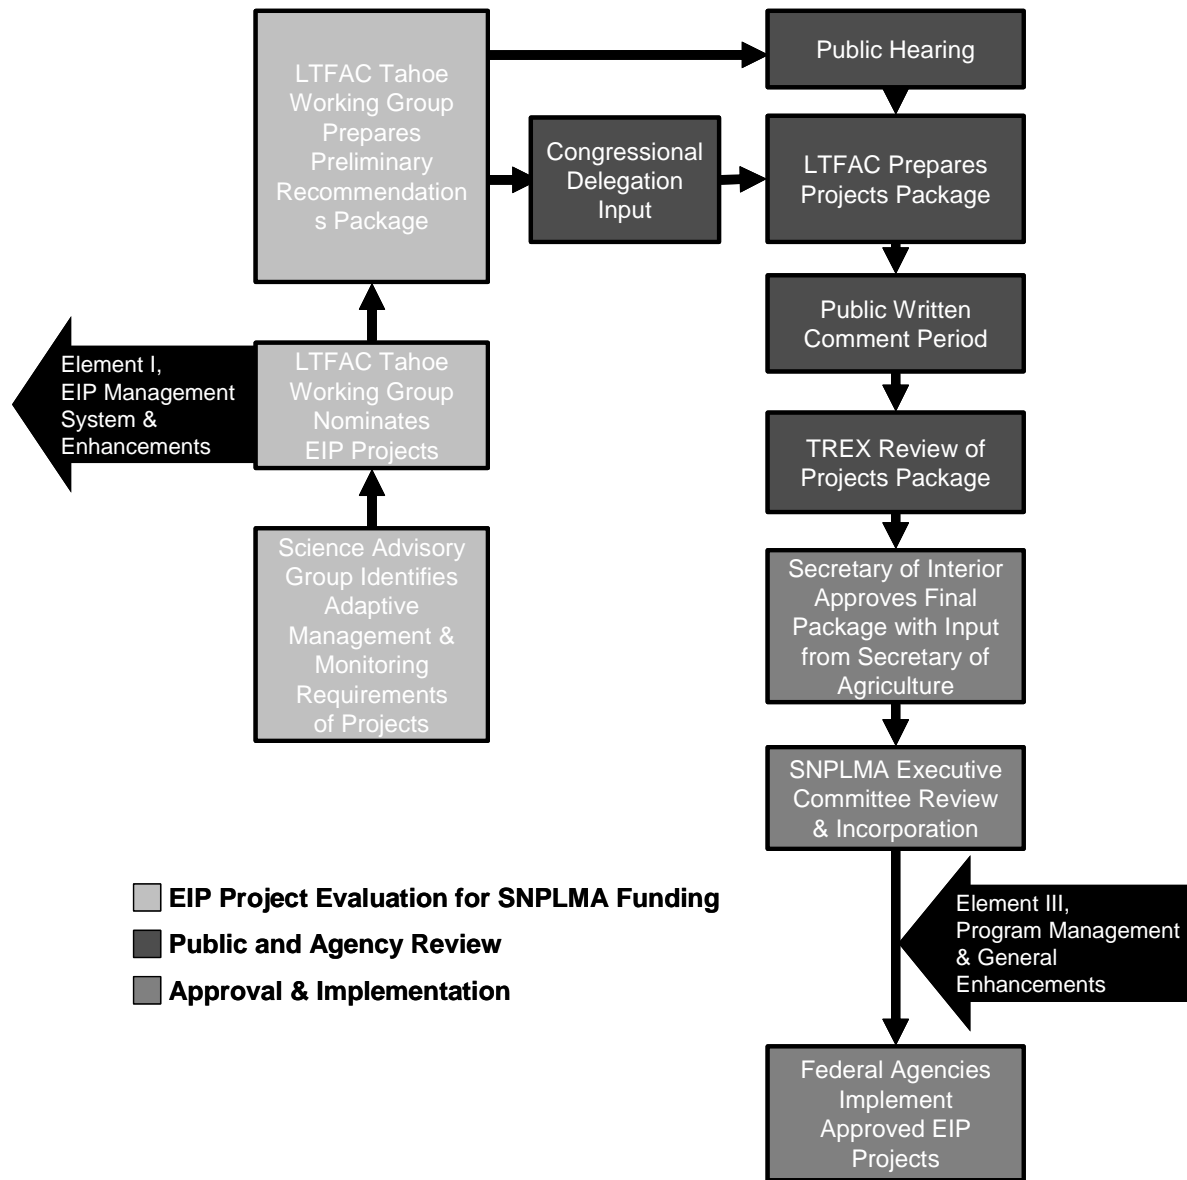 LTFAC Tahoe
Working Group
Prepares
Preliminary
Recommendation
s Package
Public Hearing
Congressional
Delegation
Input
LTFAC Prepares
Projects Package
Public Written
Comment Period
Element I,
EIP Management
System &
Enhancements
LTFAC Tahoe
Working Group
Nominates
EIP Projects
TREX Review of
Projects Package
Science Advisory
Group Identifies
Adaptive
Management &
Monitoring
Requirements
of Projects
Secretary of Interior
Approves Final
Package with Input
from Secretary of
Agriculture
SNPLMA Executive
Committee Review
& Incorporation
EIP Project Evaluation for SNPLMA Funding
Public and Agency Review
Approval & Implementation
Element III,
Program Management
& General
Enhancements
Federal Agencies
Implement
Approved EIP
Projects